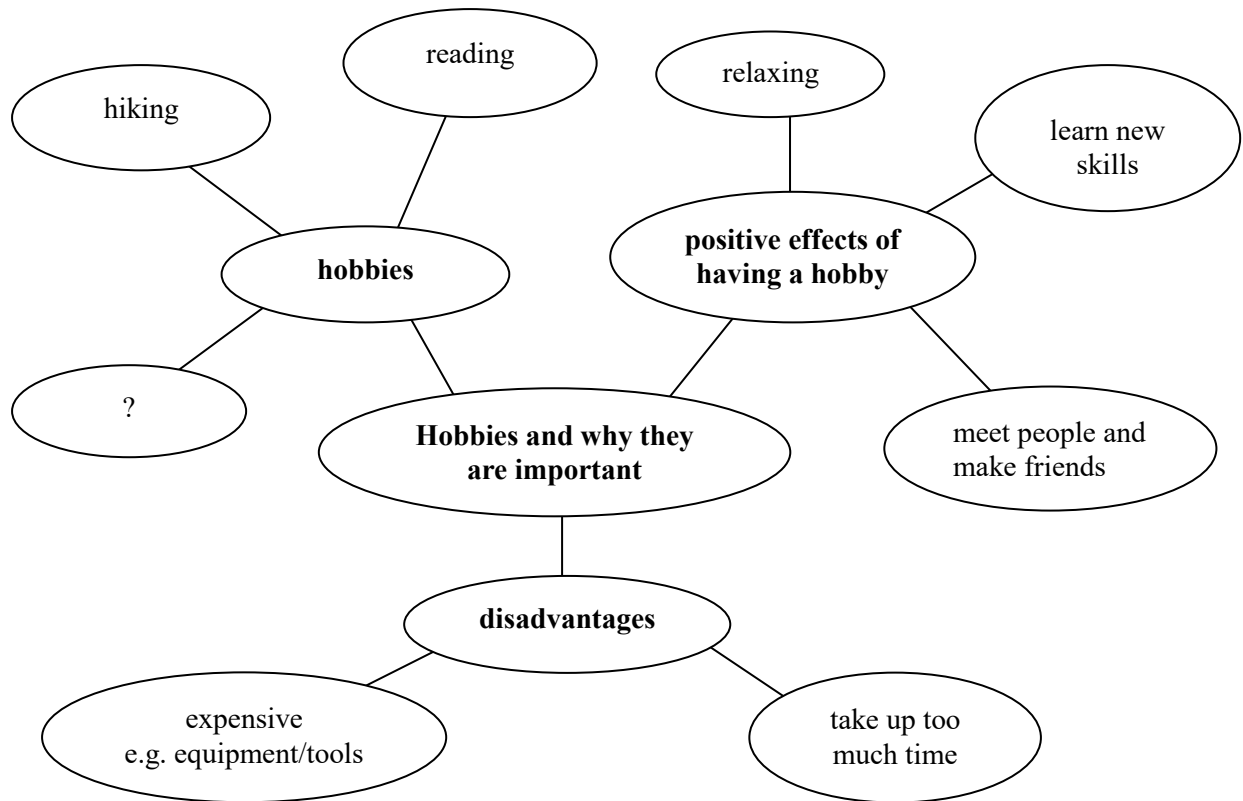 reading
relaxing
hiking
learn new
skills
positive effects of
having a hobby
hobbies
?
Hobbies and why they
are important
meet people and
make friends
disadvantages
expensive
e.g. equipment/tools
take up too
much time